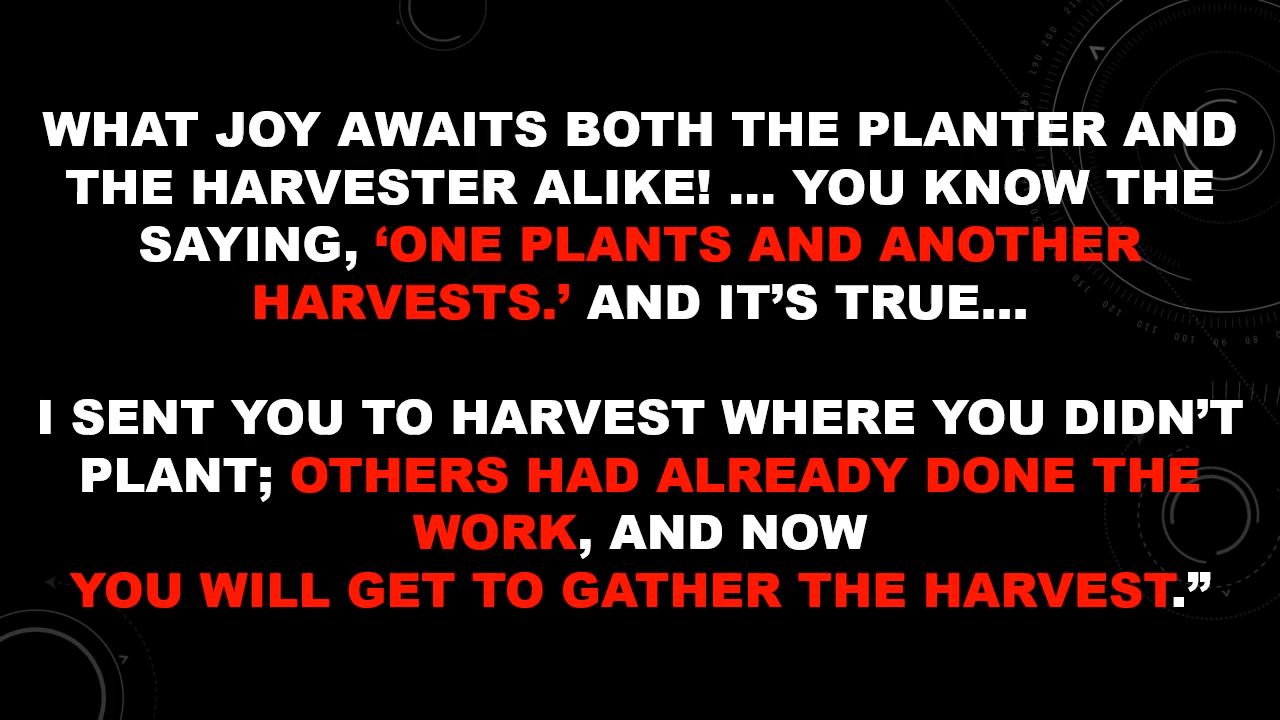 WHAT JOY AWAITS BOTH THE PLANTER AND
THE HARVESTER ALIKE! … YOU KNOW THE
SAYING, ‘ONE PLANTS AND ANOTHER
HARVESTS.’ AND IT’S TRUE…
I SENT YOU TO HARVEST WHERE YOU DIDN’T
PLANT; OTHERS HAD ALREADY DONE THE
WORK, AND NOW
YOU WILL GET TO GATHER THE HARVEST.”